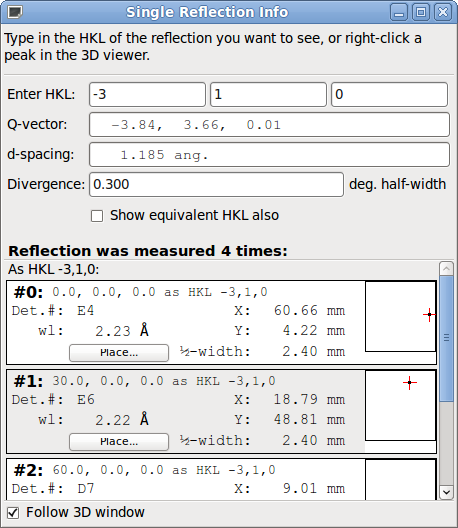 Single Reflection Info
Type in the HKL of the reflection you want to see, or right-click a
peak in the 3D viewer.
Enter HKL: -3 1 0
Q-vector: -3.84, 3.66, 0.01
d-spacing: 1.185 ang.
Divergence: 0.300 deg. half-width
Show equivalent HKL also
Reflection was measured 4 times:
As HKL -3,1,0:
#0: 0.0, 0.0, 0.0 as HKL -3,1,0
Det.#: E4 X: 60.66 mm
wl: 2.23 Å Y: 4.22 mm
Place... ½-width: 2.40 mm
#1: 30.0, 0.0, 0.0 as HKL -3,1,0
Det.#: E6 X: 18.79 mm
wl: 2.22 Å Y: 48.81 mm
Place... ½-width: 2.40 mm
#2: 60.0, 0.0, 0.0 as HKL -3,1,0
Det.#: D7 X: 9.01 mm
Follow 3D window